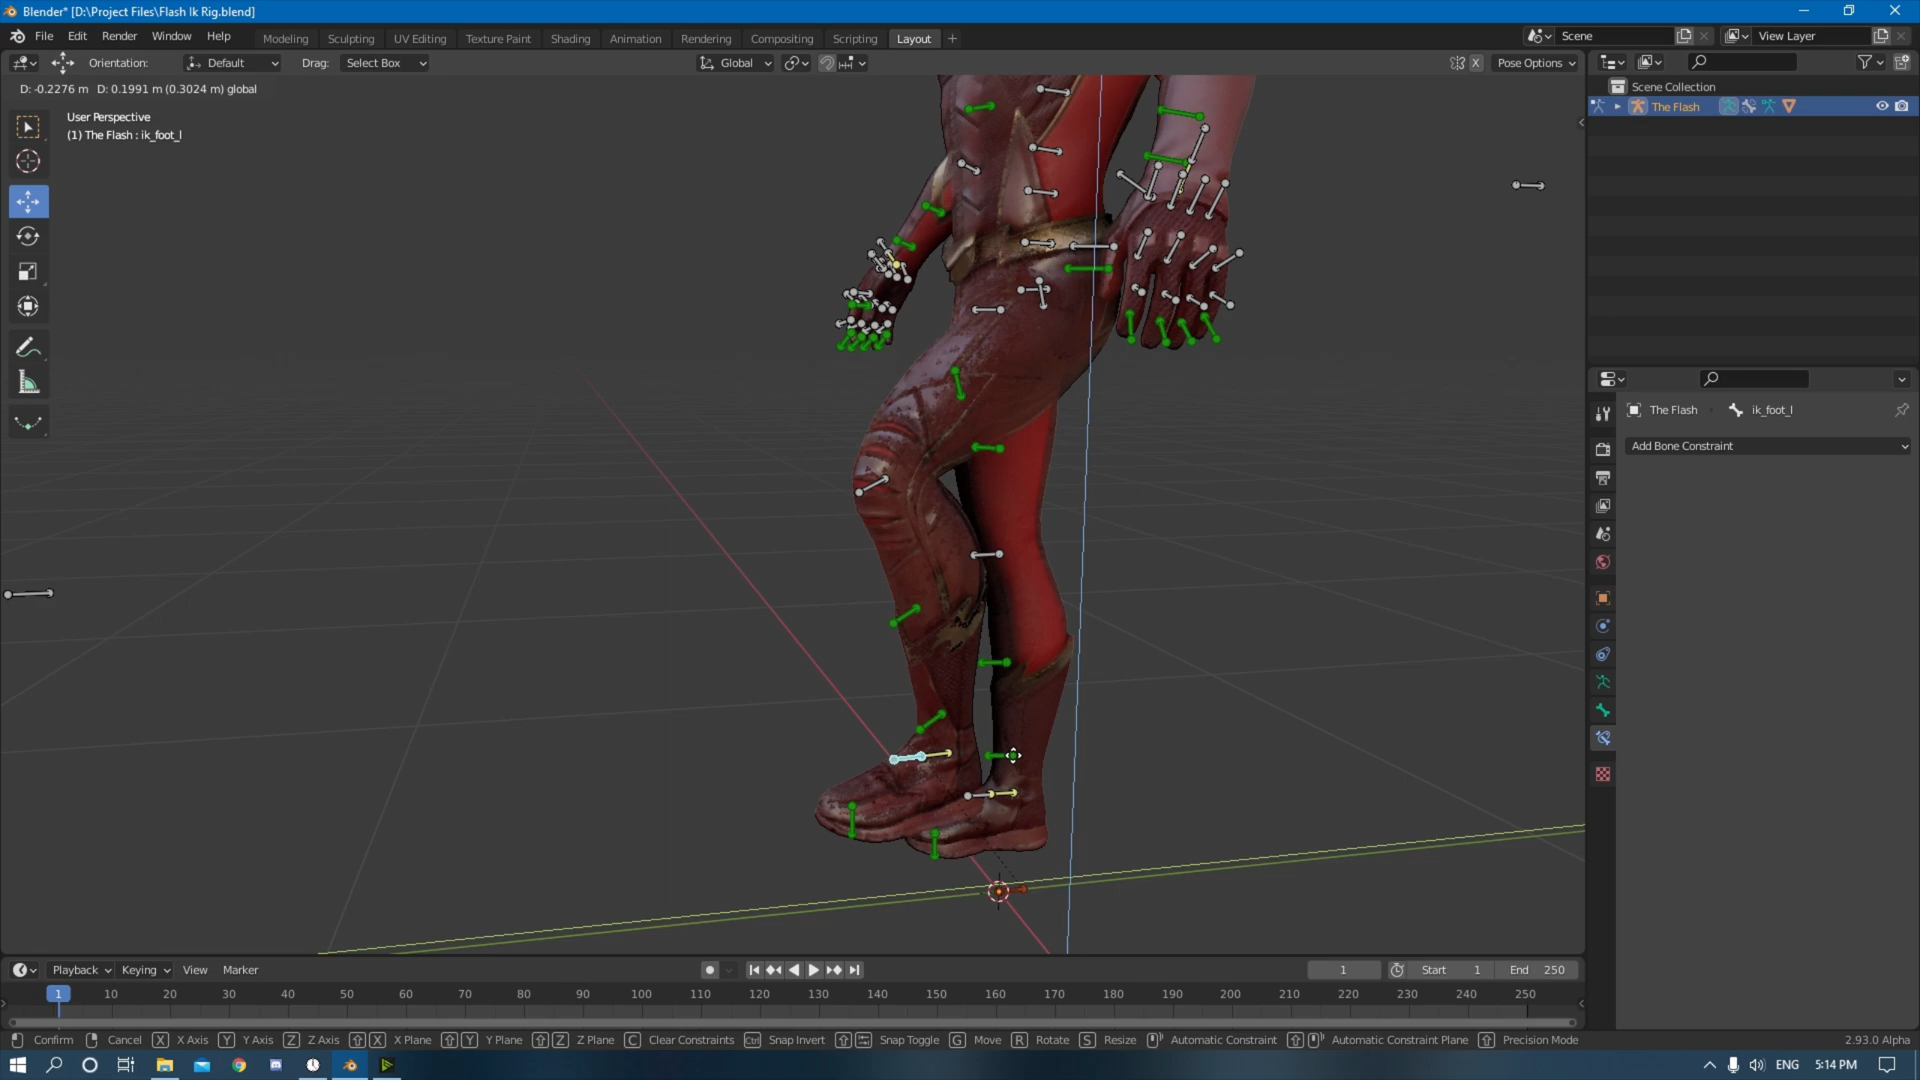 Blender* [D:\Project Files\Flash Ik Rig.blend]
File Edit Render Window Help Modeling Sculpting UV Editing Texture Paint Shading Animation Rendering Compositing Scripting Layout + Scene View Layer
Orientation: Default Drag: Select Box Global X Pose Options
D: -0.2276 m D: 0.1991 m (0.3024 m) global
User Perspective
(1) The Flash : ik_foot_l
Scene Collection
The Flash
The Flash ik_foot_l
Add Bone Constraint
Playback Keying View Marker 1 Start 1 End 250
1 10 20 30 40 50 60 70 80 90 100 110 120 130 140 150 160 170 180 190 200 210 220 230 240 250
Confirm Cancel X X Axis Y Y Axis Z Z Axis X X Plane Y Y Plane Z Z Plane C Clear Constraints Ctrl Snap Invert Snap Toggle G Move R Rotate S Resize Automatic Constraint Automatic Constraint Plane Precision Mode 2.93.0 Alpha
ENG 5:14 PM